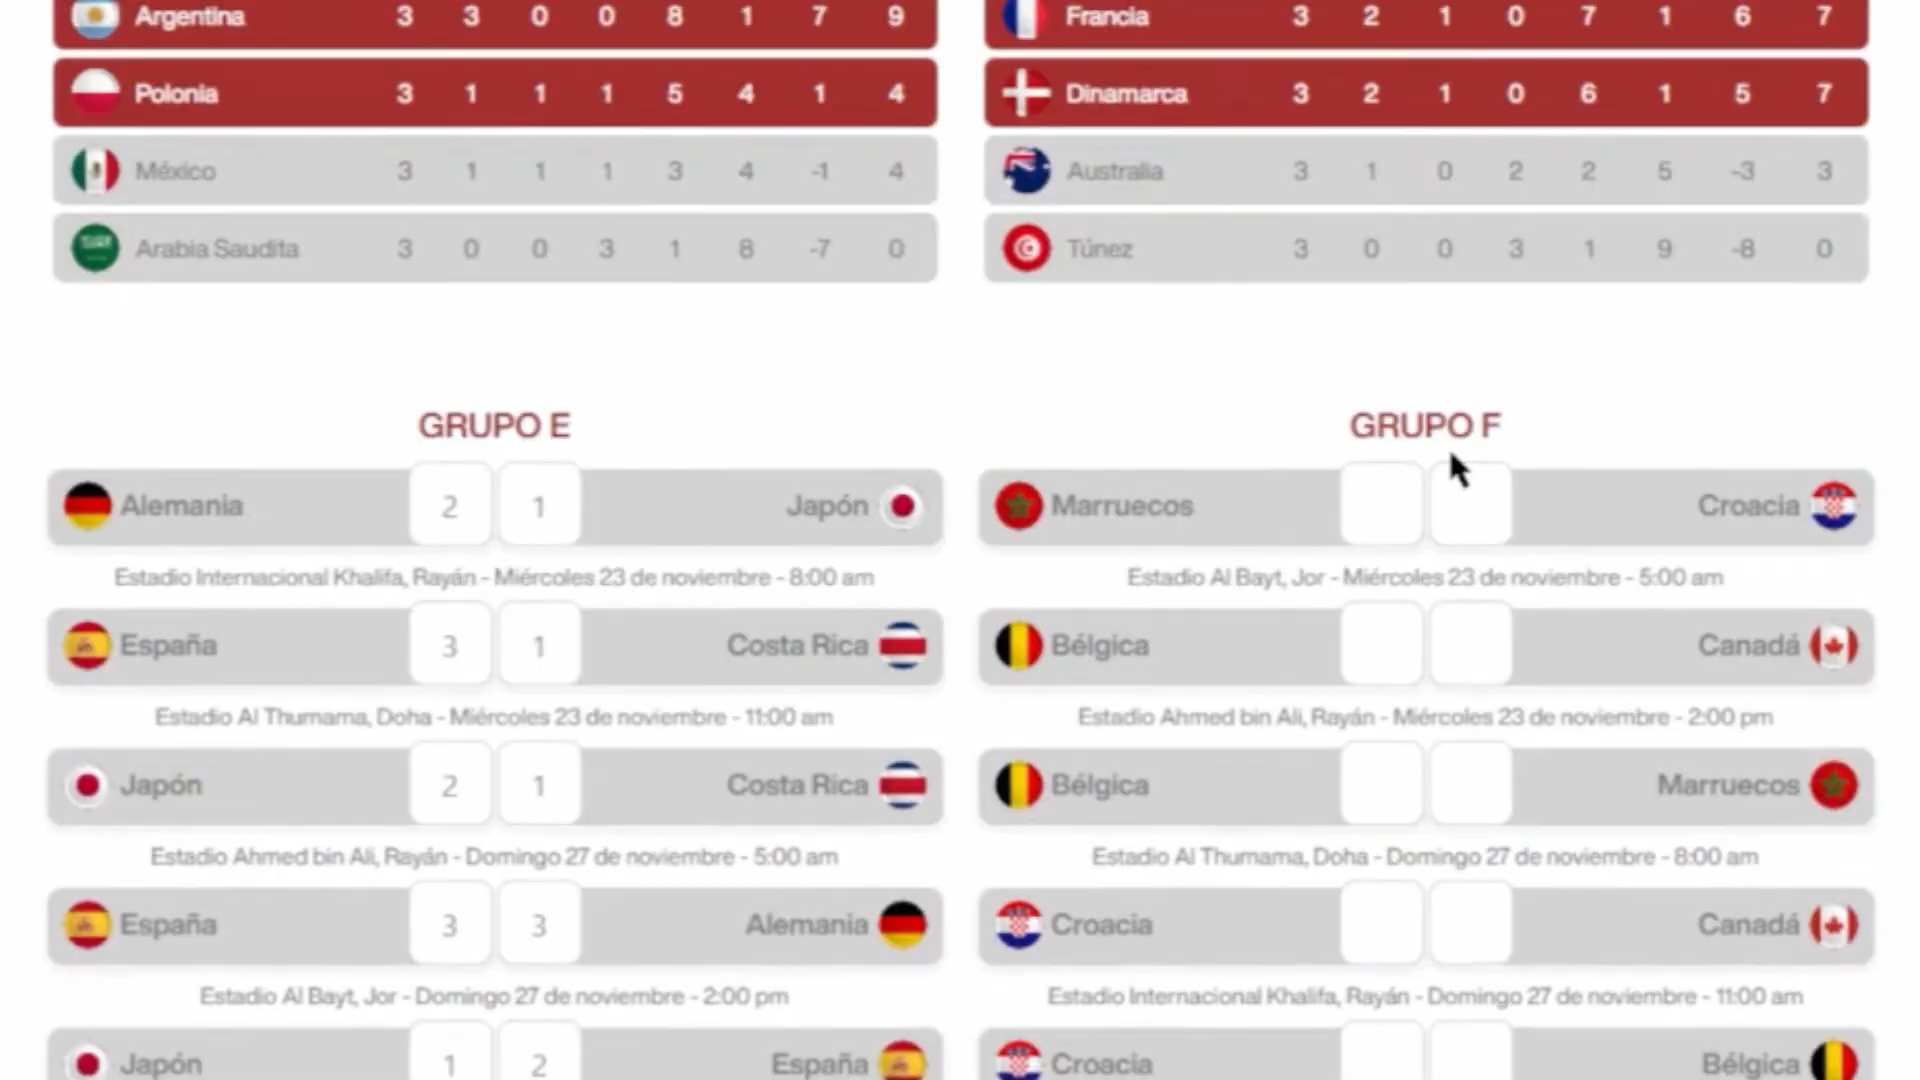 Argentina 3 3 0 0 8 1 7 9
Polonia 3 1 1 1 5 4 1 4
México 3 1 1 1 3 4 -1 4
Arabia Saudita 3 0 0 3 1 8 -7 0
Francia 3 2 1 0 7 1 6 7
Dinamarca 3 2 1 0 6 1 5 7
Australia 3 1 0 2 2 5 -3 3
Túnez 3 0 0 3 1 9 -8 0
GRUPO E
Alemania 2 1 Japón
Estadio Internacional Khalifa, Rayán - Miércoles 23 de noviembre - 8:00 am
España 3 1 Costa Rica
Estadio Al Thumama, Doha - Miércoles 23 de noviembre - 11:00 am
Japón 2 1 Costa Rica
Estadio Ahmed bin Ali, Rayán - Domingo 27 de noviembre - 5:00 am
España 3 3 Alemania
Estadio Al Bayt, Jor - Domingo 27 de noviembre - 2:00 pm
Japón 1 2 España
GRUPO F
Marruecos Croacia
Estadio Al Bayt, Jor - Miércoles 23 de noviembre - 5:00 am
Bélgica Canadá
Estadio Ahmed bin Ali, Rayán - Miércoles 23 de noviembre - 2:00 pm
Bélgica Marruecos
Estadio Al Thumama, Doha - Domingo 27 de noviembre - 8:00 am
Croacia Canadá
Estadio Internacional Khalifa, Rayán - Domingo 27 de noviembre - 11:00 am
Croacia Bélgica